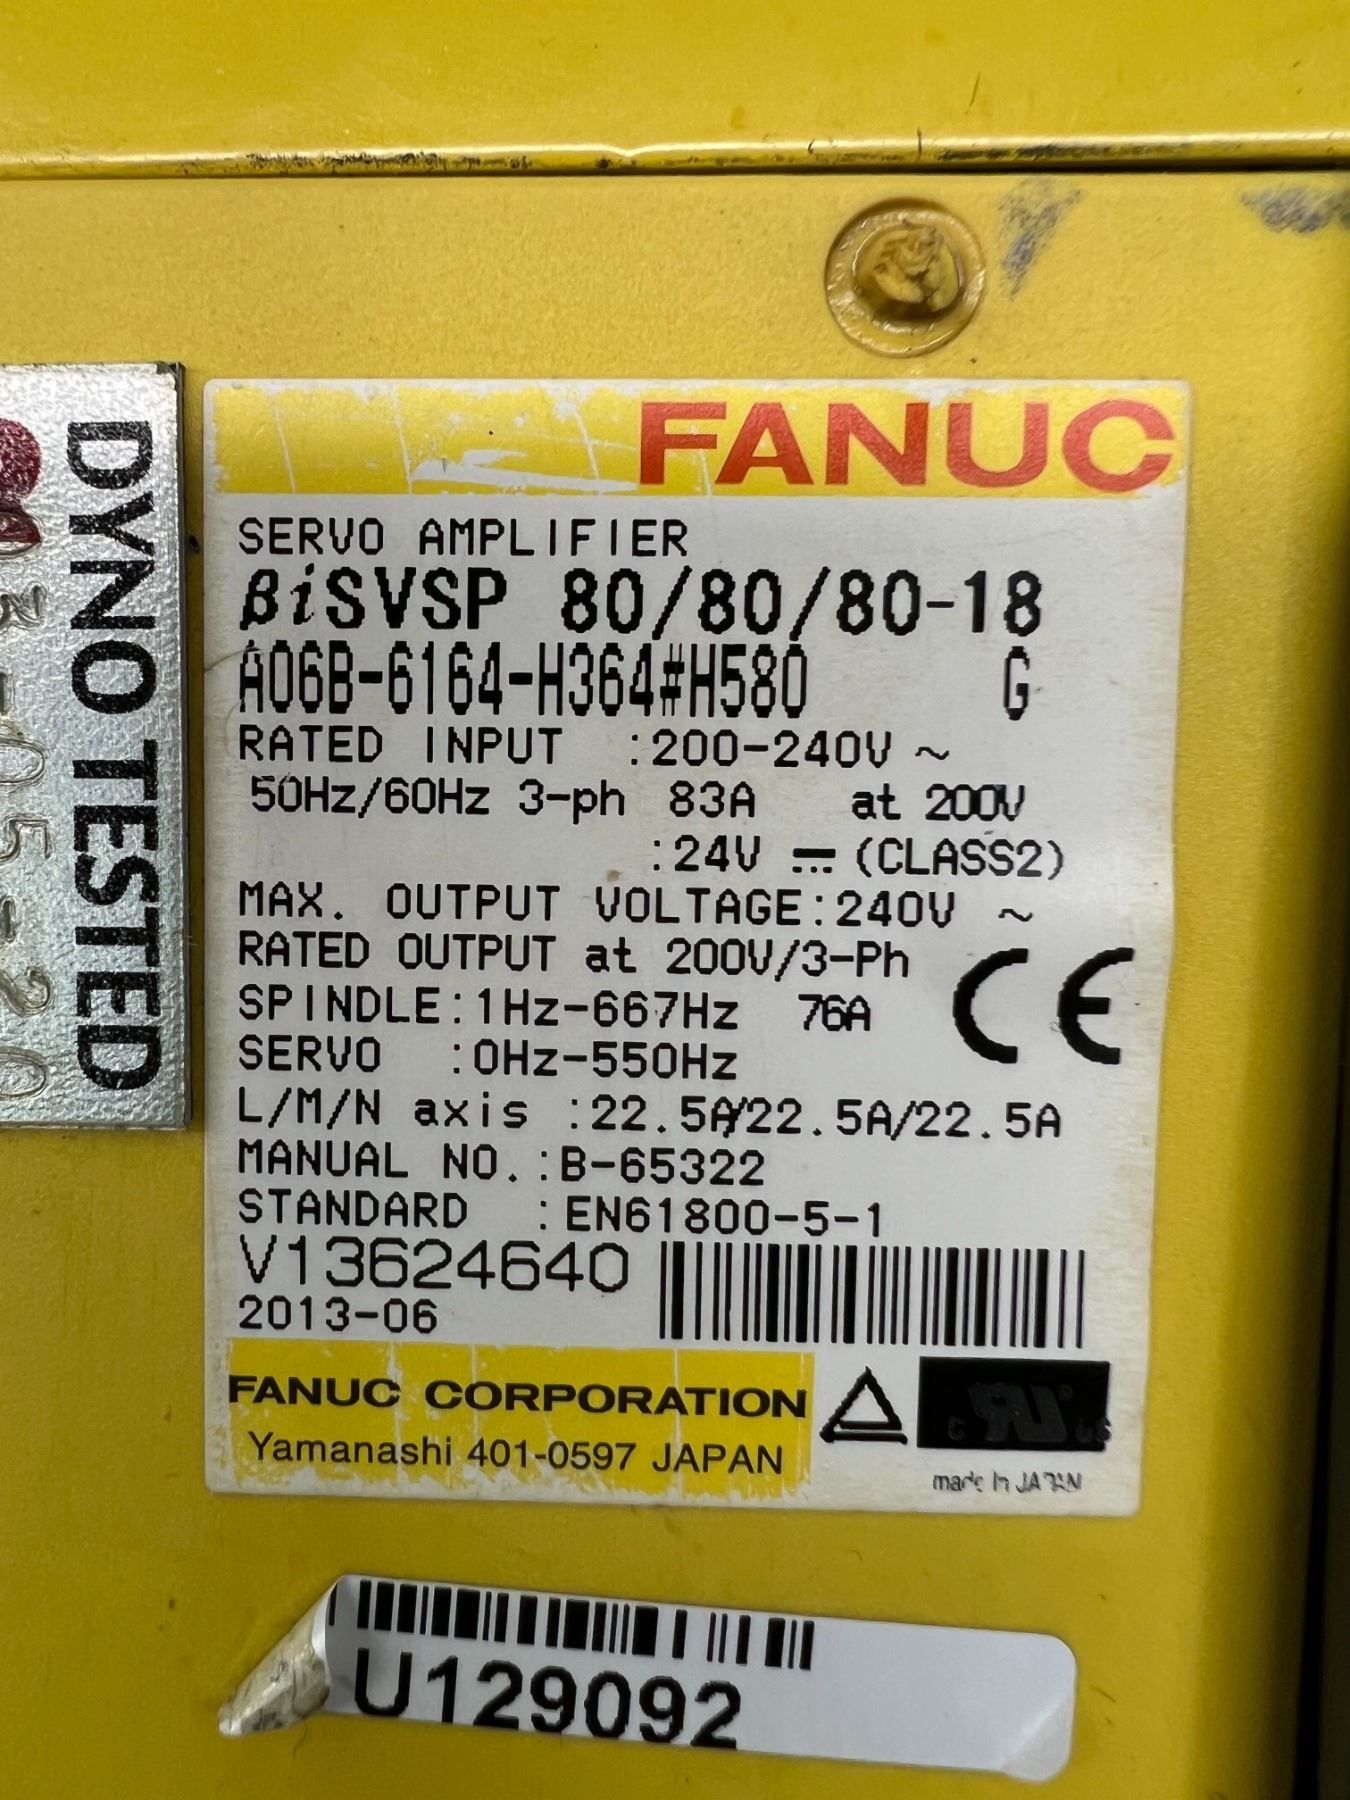 FANUC
SERVO AMPLIFIER
βiSVSP 80/80/80-18
A06B-6164-H364#H580 G
RATED INPUT :200-240V ~
50Hz/60Hz 3-ph 83A at 200V
:24V ⎓ (CLASS2)
MAX. OUTPUT VOLTAGE:240V ~
RATED OUTPUT at 200V/3-Ph
CE
SPINDLE:1Hz-667Hz 76A
SERVO :0Hz-550Hz
L/M/N axis :22.5A/22.5A/22.5A
MANUAL NO.:B-65322
STANDARD :EN61800-5-1
V13624640
2013-06
FANUC CORPORATION
Yamanashi 401-0597 JAPAN
made in JAPAN
U129092
DYNO TESTED